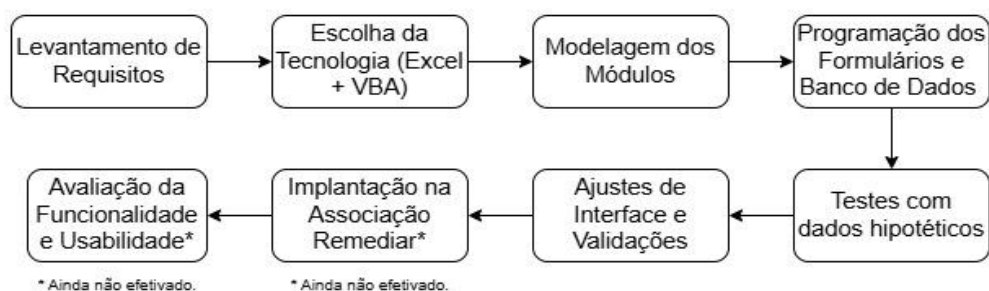 Levantamento de
Requisitos
Escolha da
Tecnologia (Excel
+ VBA)
Modelagem dos
Módulos
Programação dos
Formulários e
Banco de Dados
Testes com
dados hipotéticos
Ajustes de
Interface e
Validações
Implantação na
Associação
Remediar*
* Ainda não efetivado.
Avaliação da
Funcionalidade
e Usabilidade*
* Ainda não efetivado.